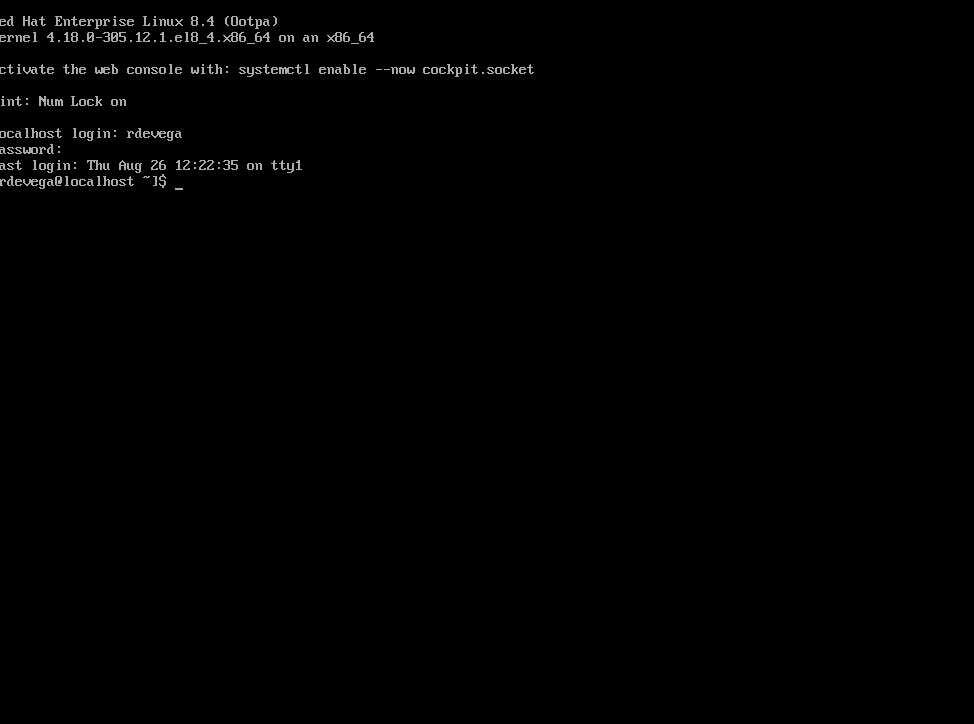 ed Hat Enterprise Linux 8.4 (Ootpa)
ernel 4.18.0-305.12.1.el8_4.x86_64 on an x86_64
ctivate the web console with: systemctl enable --now cockpit.socket
int: Num Lock on
ocalhost login: rdevega
assword:
ast login: Thu Aug 26 12:22:35 on tty1
rdevega@localhost ~]$ _